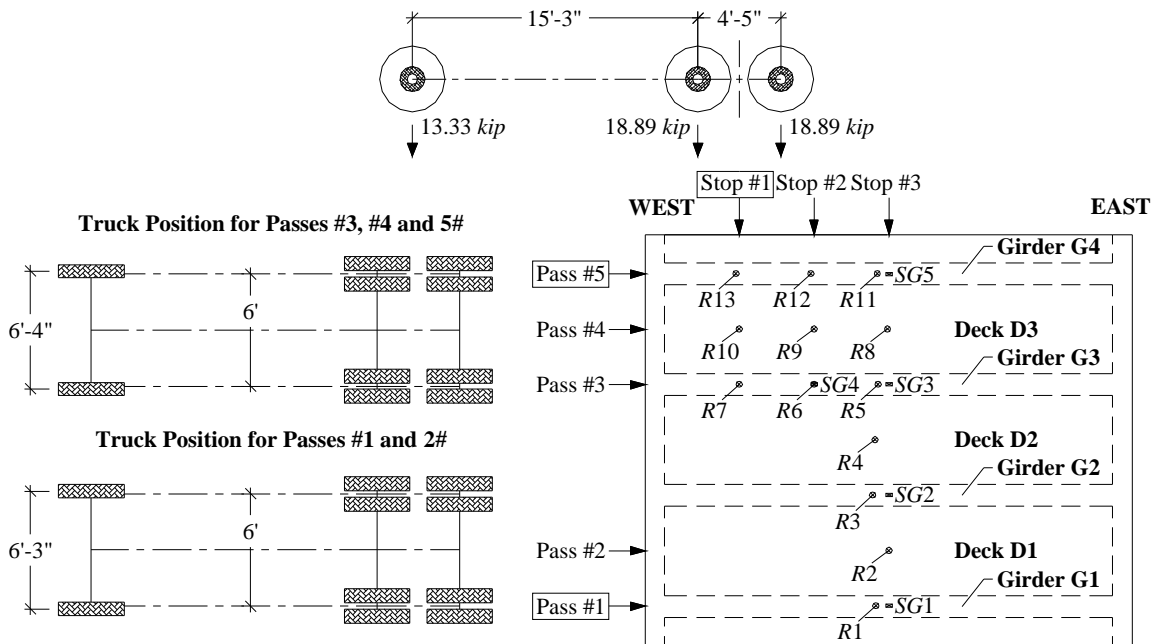 15'-3"
4'-5"
13.33 kip
18.89 kip
18.89 kip
Stop #1
Stop #2
Stop #3
WEST
EAST
Truck Position for Passes #3, #4 and 5#
6'-4"
6'
Truck Position for Passes #1 and 2#
6'-3"
6'
Pass #5
Pass #4
Pass #3
Pass #2
Pass #1
Girder G4
SG5
R13
R12
R11
Deck D3
R10
R9
R8
Girder G3
SG4
SG3
R7
R6
R5
Deck D2
R4
Girder G2
SG2
R3
Deck D1
R2
Girder G1
SG1
R1